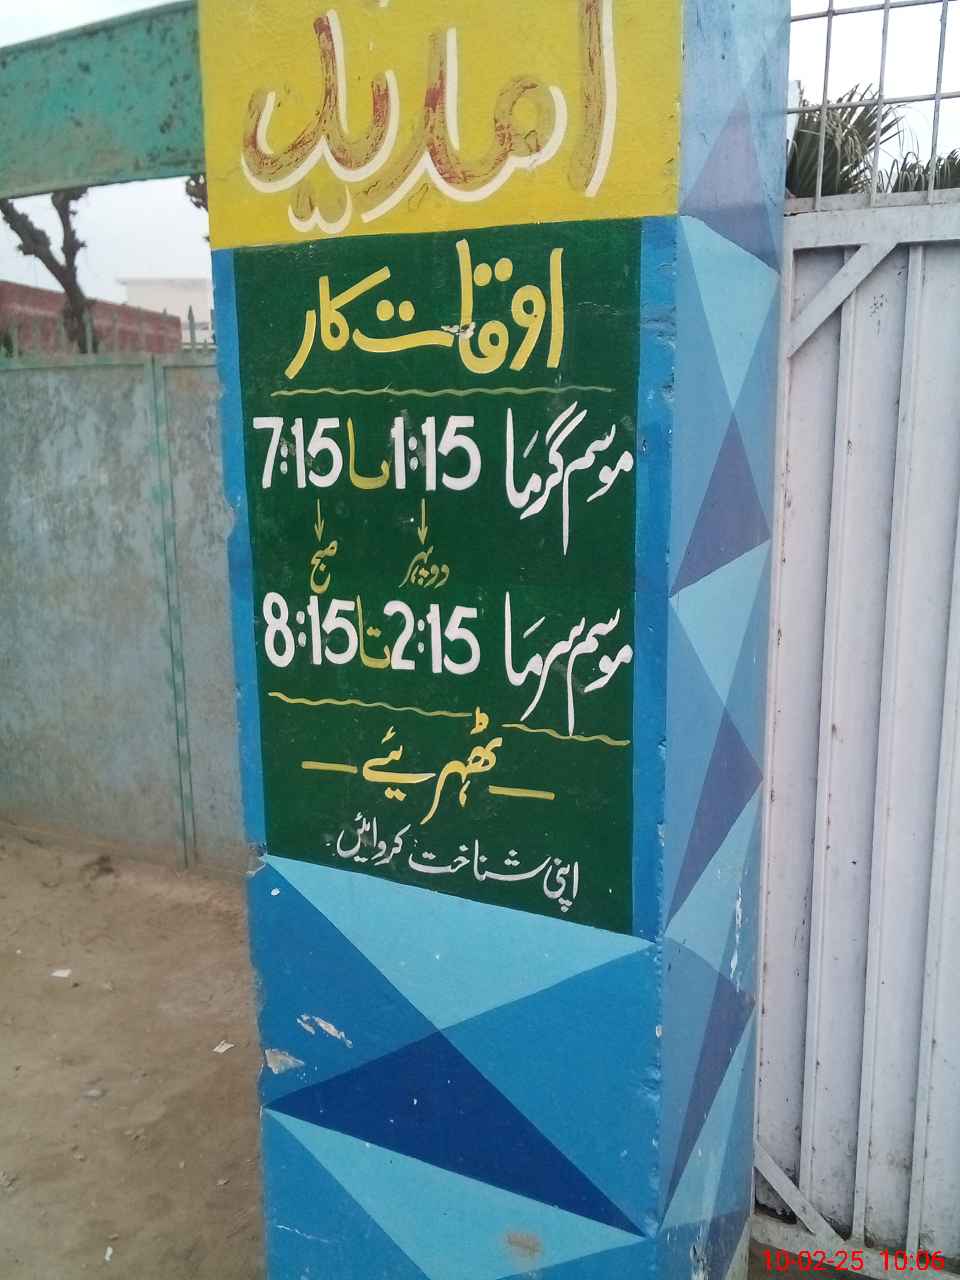 آمدید
اوقات کار
موسم گرما 1:15 تا 7:15
دوپہر صبح
موسم سرما 2:15 تا 8:15
ٹھہریئے
اپنی شناخت کروائیں
10-02-25 10:06